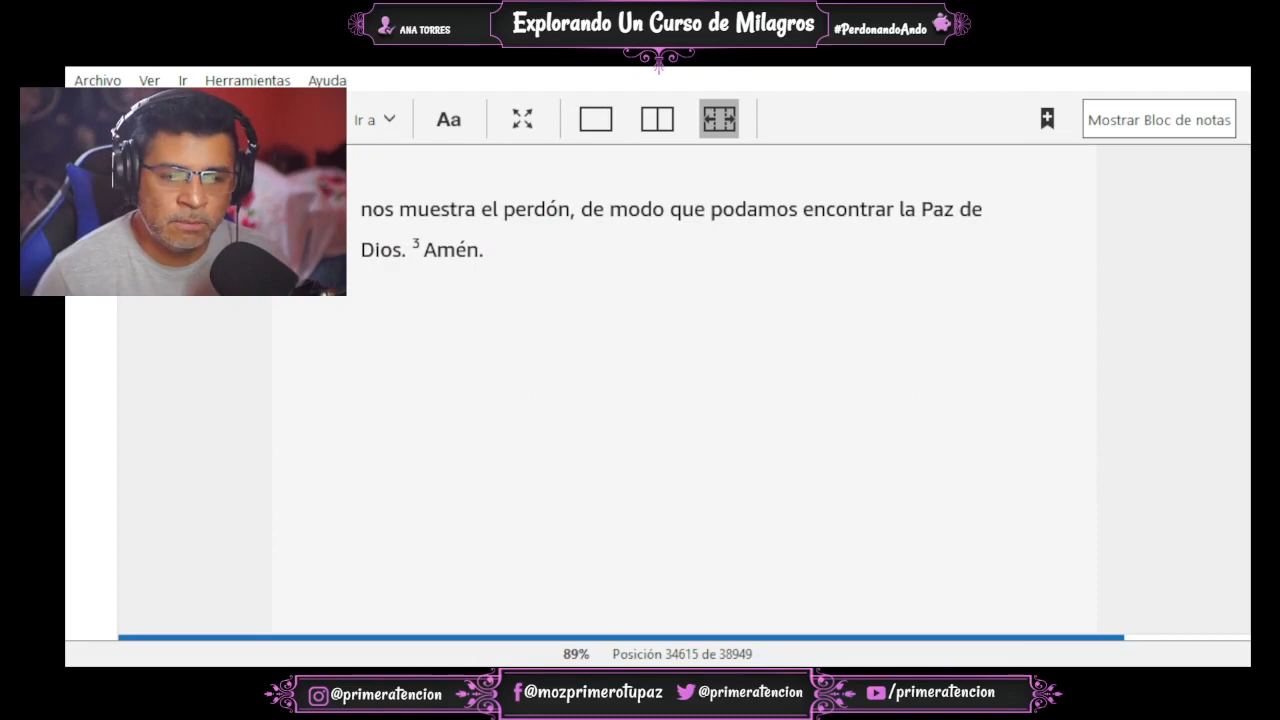 ANA TORRES
Explorando Un Curso de Milagros
#PerdonandoAndo
Archivo Ver Ir Herramientas Ayuda
Ir a Aa Mostrar Bloc de notas
nos muestra el perdón, de modo que podamos encontrar la Paz de
Dios. ³ Amén.
89% Posición 34615 de 38949
@primeratencion @mozprimerotupaz @primeratencion /primeratencion